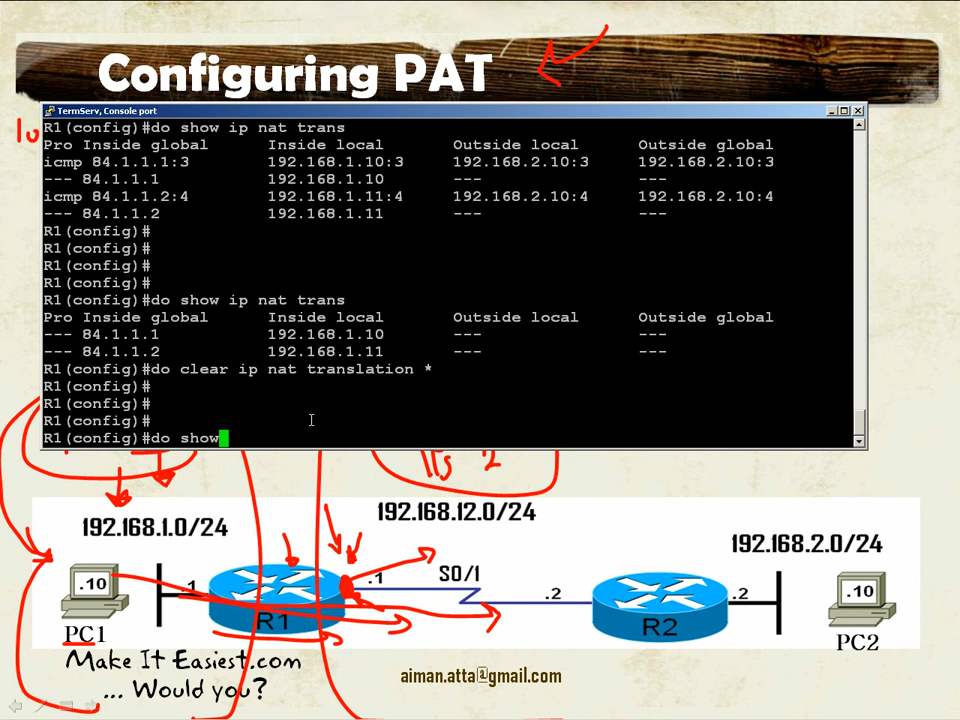 Configuring PAT
TermServ, Console port
R1(config)#do show ip nat trans
Pro Inside global Inside local Outside local Outside global
icmp 84.1.1.1:3 192.168.1.10:3 192.168.2.10:3 192.168.2.10:3
--- 84.1.1.1 192.168.1.10 --- ---
icmp 84.1.1.2:4 192.168.1.11:4 192.168.2.10:4 192.168.2.10:4
--- 84.1.1.2 192.168.1.11 --- ---
R1(config)#
R1(config)#
R1(config)#
R1(config)#
R1(config)#do show ip nat trans
Pro Inside global Inside local Outside local Outside global
--- 84.1.1.1 192.168.1.10 --- ---
--- 84.1.1.2 192.168.1.11 --- ---
R1(config)#do clear ip nat translation *
R1(config)#
R1(config)#
R1(config)#
R1(config)#do show
192.168.1.0/24
192.168.12.0/24
192.168.2.0/24
.10
.1
R1
.1
S0/1
.2
R2
.2
.10
PC1
PC2
Make It Easiest.com
... Would you?
aiman.atta@gmail.com